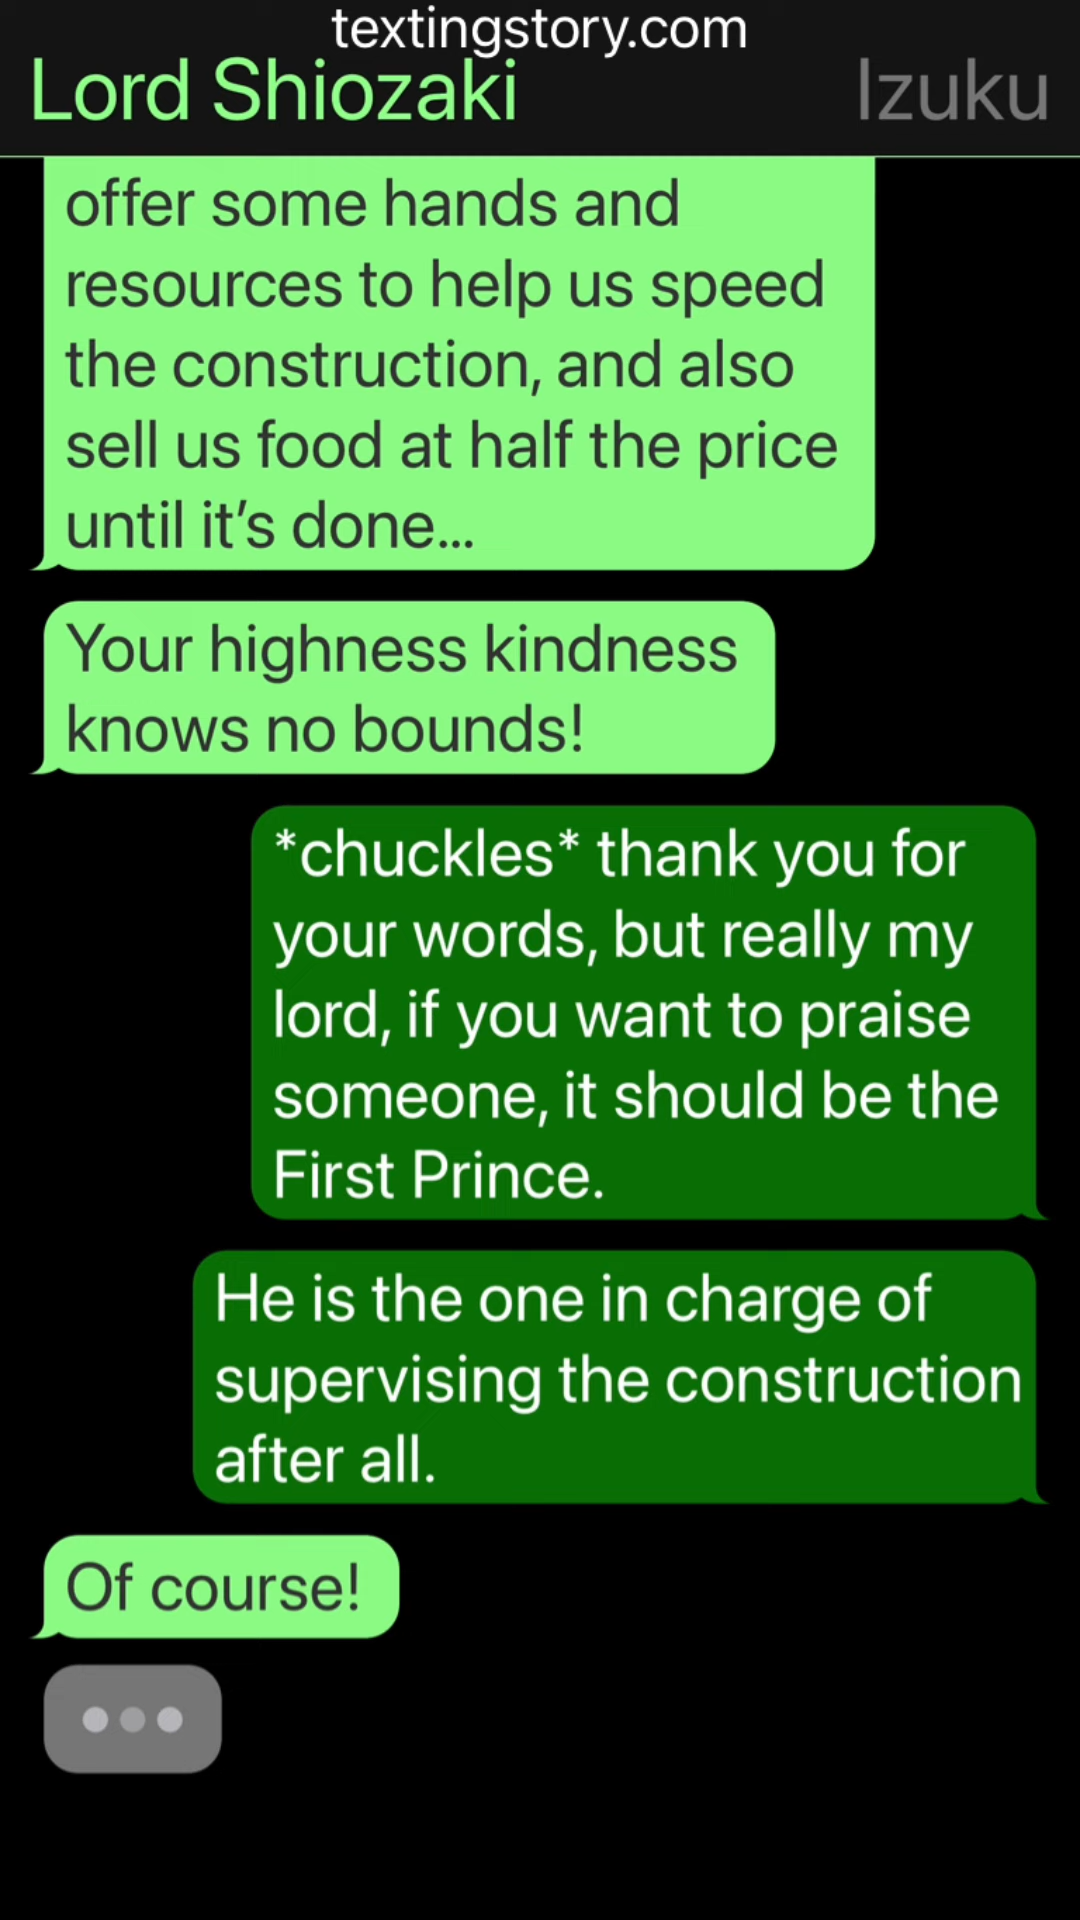 textingstory.com
Lord Shiozaki
Izuku
offer some hands and
resources to help us speed
the construction, and also
sell us food at half the price
until it’s done...
Your highness kindness
knows no bounds!
*chuckles* thank you for
your words, but really my
lord, if you want to praise
someone, it should be the
First Prince.
He is the one in charge of
supervising the construction
after all.
Of course!